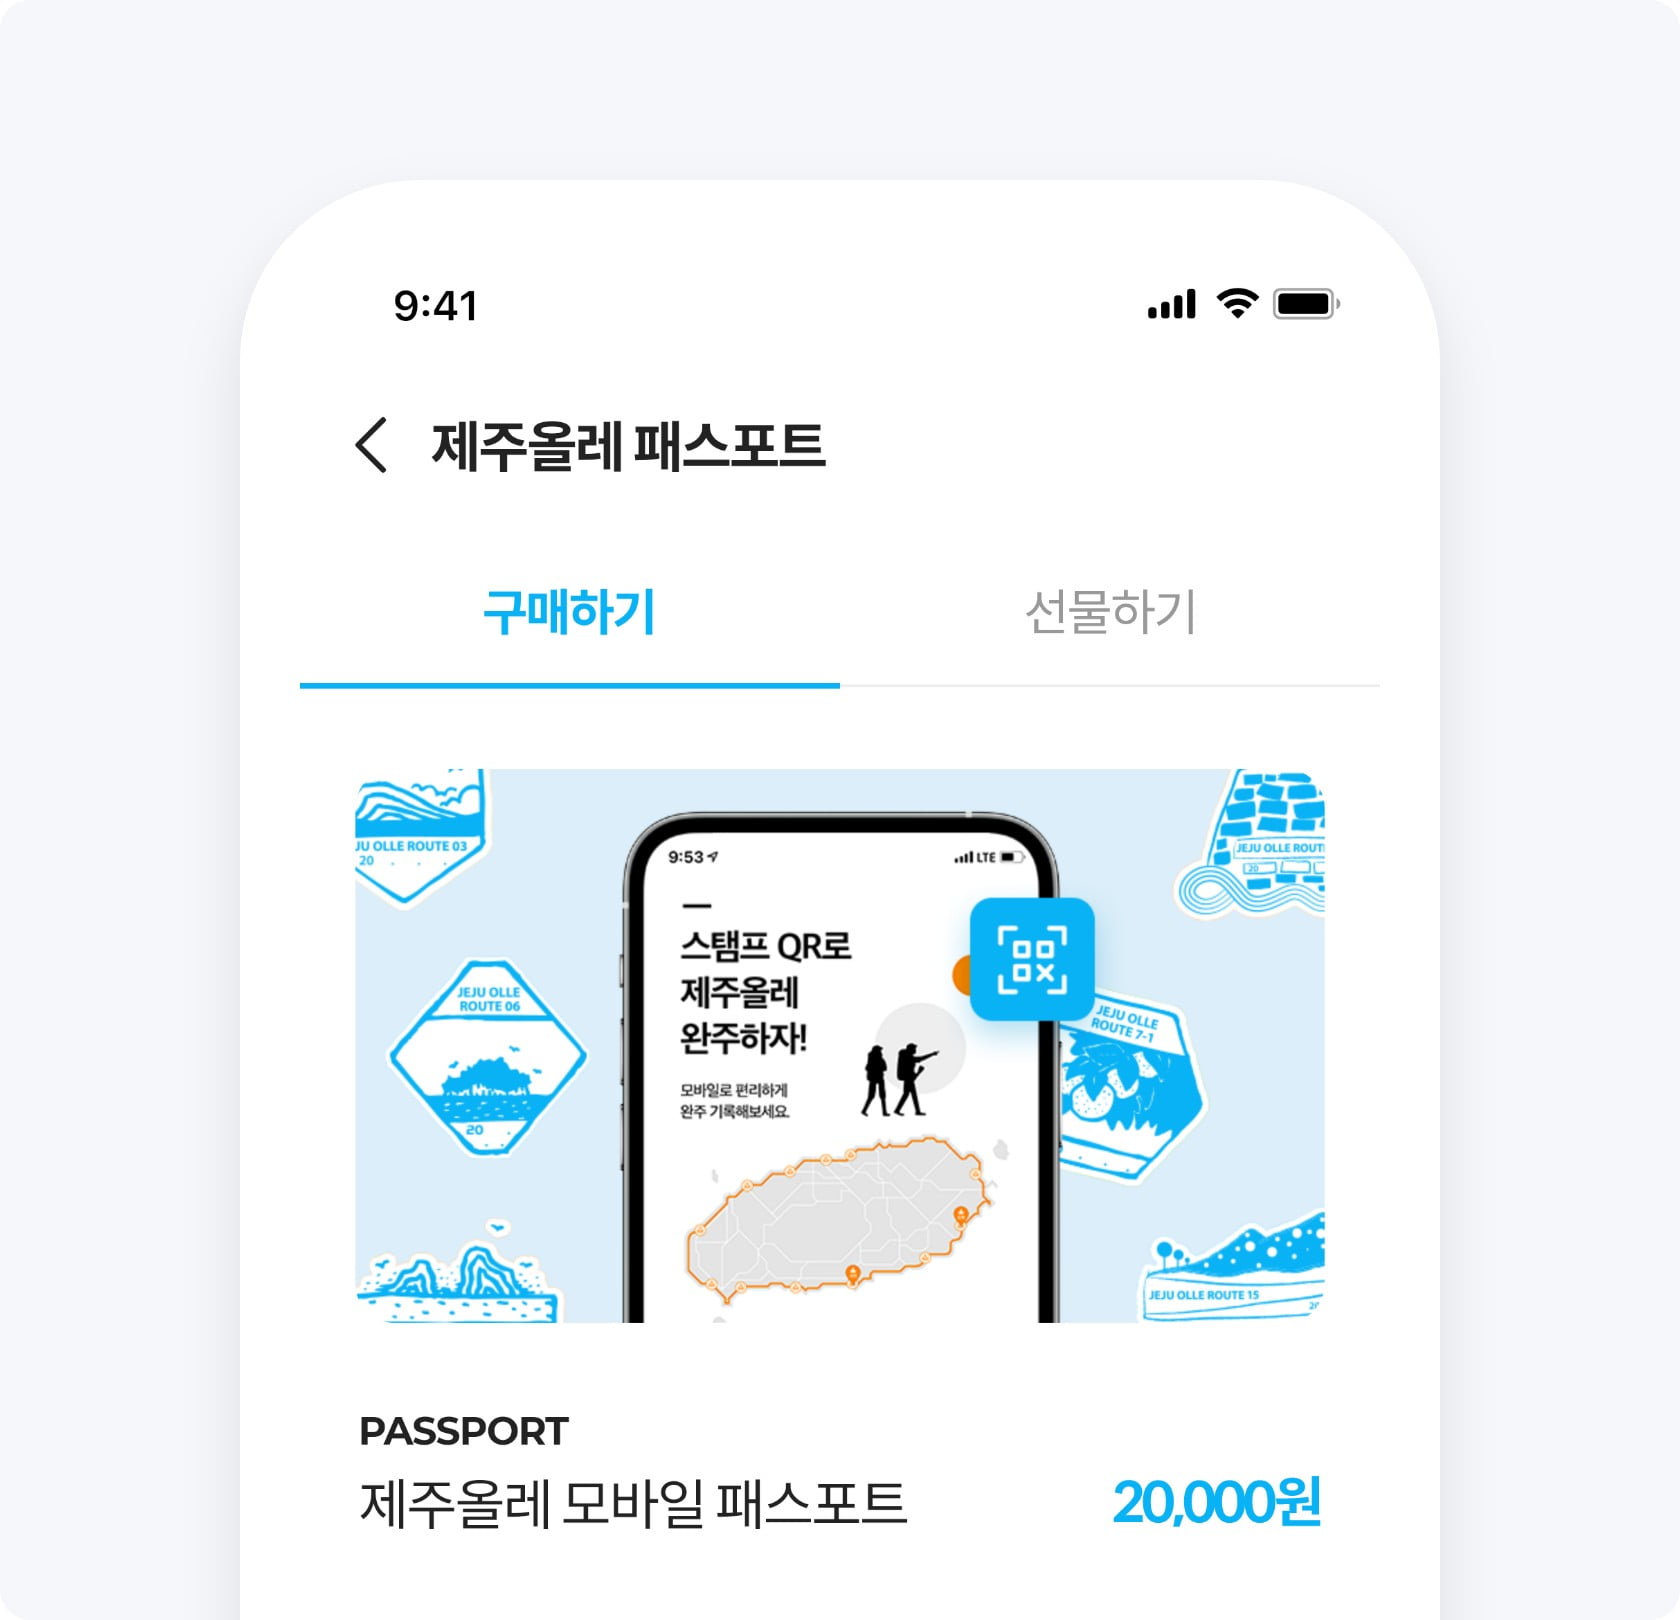 9:41
제주올레 패스포트
구매하기
선물하기
JU OLLE ROUTE 03
20
JEJU OLLE ROUT
20
9:53
LTE
스탬프 QR로
제주올레
완주하자!
모바일로 편리하게
완주 기록해보세요.
JEJU OLLE
ROUTE 06
20
JEJU OLLE
ROUTE 7-1
JEJU OLLE ROUTE 15
20
PASSPORT
제주올레 모바일 패스포트
20,000원